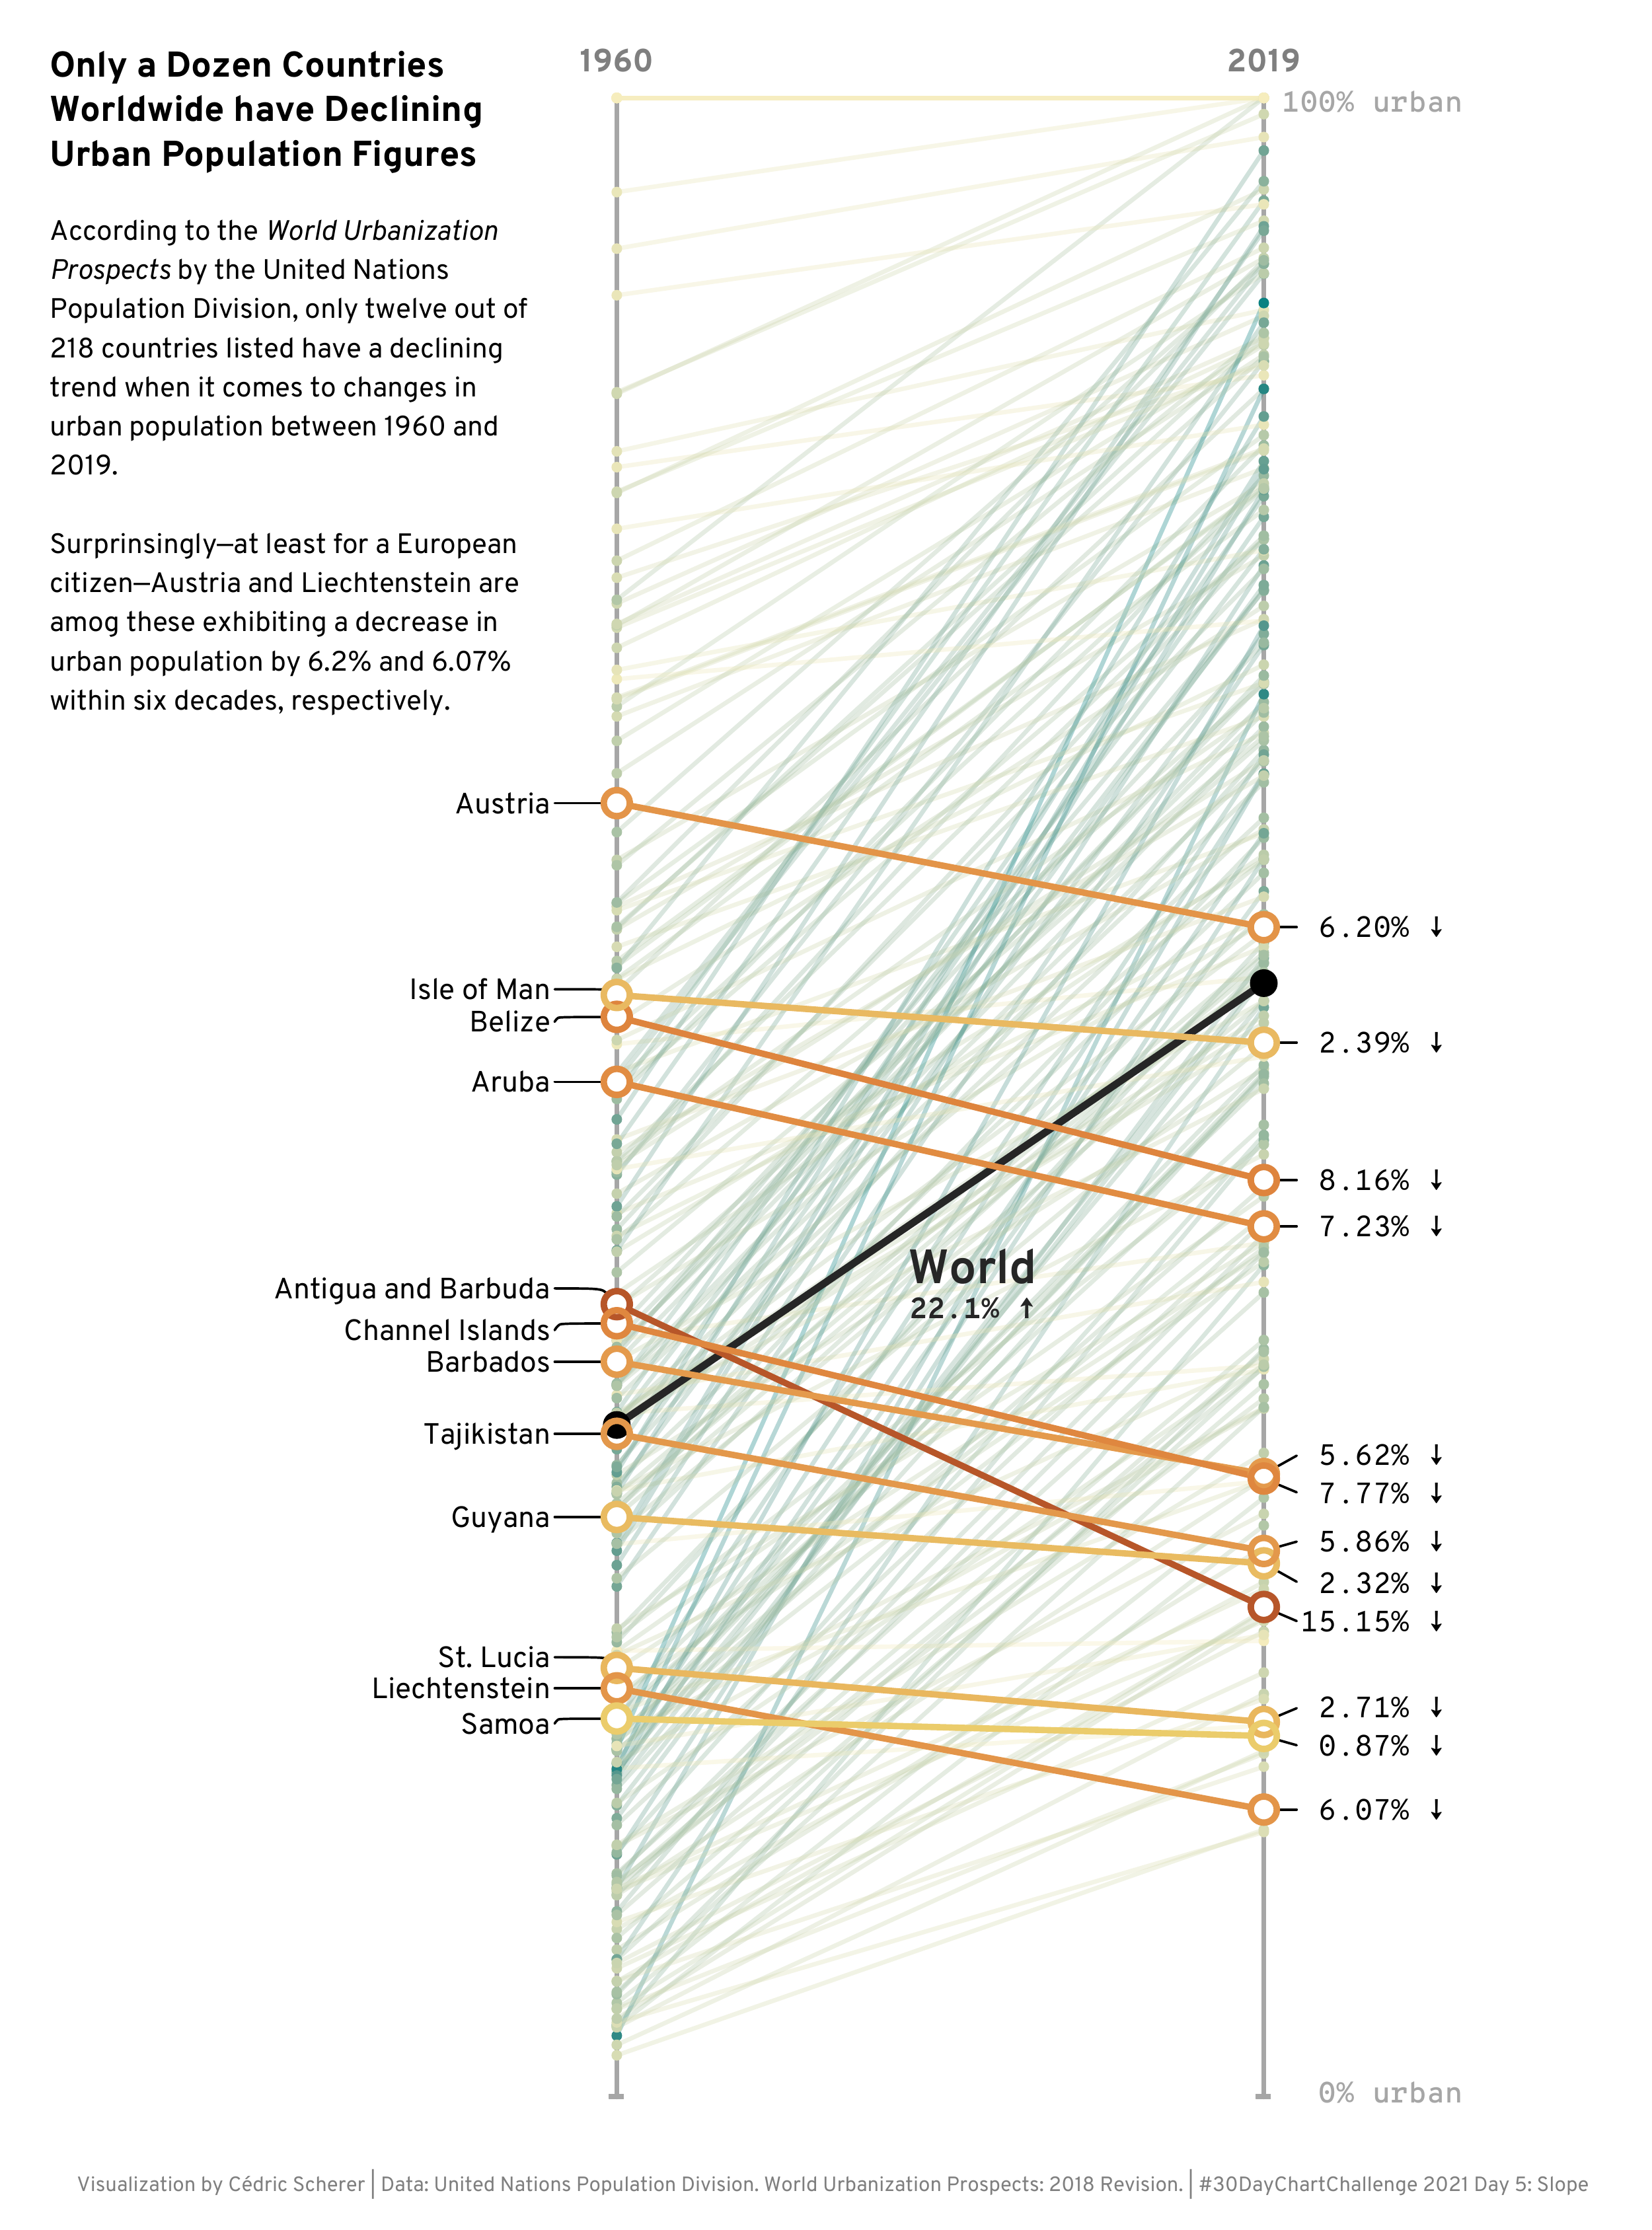 Only a Dozen Countries
Worldwide have Declining
Urban Population Figures
According to the World Urbanization
Prospects by the United Nations
Population Division, only twelve out of
218 countries listed have a declining
trend when it comes to changes in
urban population between 1960 and
2019.
Surprinsingly—at least for a European
citizen—Austria and Liechtenstein are
amog these exhibiting a decrease in
urban population by 6.2% and 6.07%
within six decades, respectively.
1960
2019
100% urban
Austria
6.20% ↓
Isle of Man
Belize
2.39% ↓
Aruba
8.16% ↓
7.23% ↓
World
22.1% ↑
Antigua and Barbuda
Channel Islands
Barbados
Tajikistan
5.62% ↓
7.77% ↓
Guyana
5.86% ↓
2.32% ↓
15.15% ↓
St. Lucia
Liechtenstein
Samoa
2.71% ↓
0.87% ↓
6.07% ↓
0% urban
Visualization by Cédric Scherer | Data: United Nations Population Division. World Urbanization Prospects: 2018 Revision. | #30DayChartChallenge 2021 Day 5: Slope